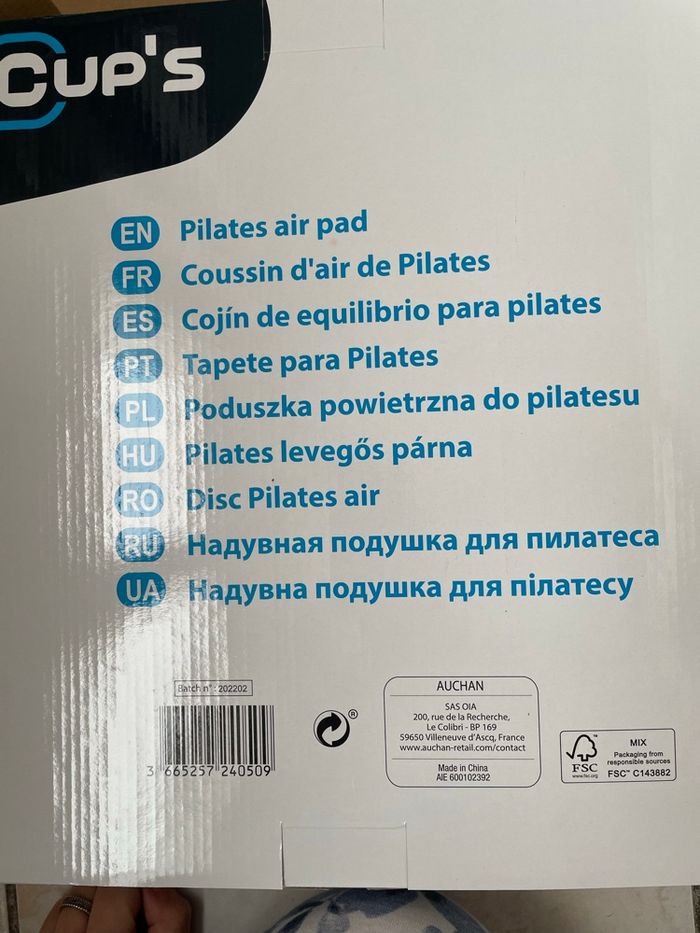 CUP'S
EN Pilates air pad
FR Coussin d'air de Pilates
ES Cojín de equilibrio para pilates
PT Tapete para Pilates
PL Poduszka powietrzna do pilatesu
HU Pilates levegős párna
RO Disc Pilates air
RU Надувная подушка для пилатеса
UA Надувна подушка для пілатесу
Batch n° : 202202
3 665257 240509
®
AUCHAN
SAS OIA
200, rue de la Recherche,
Le Colibri - BP 169
59650 Villeneuve d'Ascq, France
www.auchan-retail.com/contact
Made in China
AIE 600102392
FSC™
www.fsc.org
MIX
Packaging from
responsible sources
FSC™ C143882